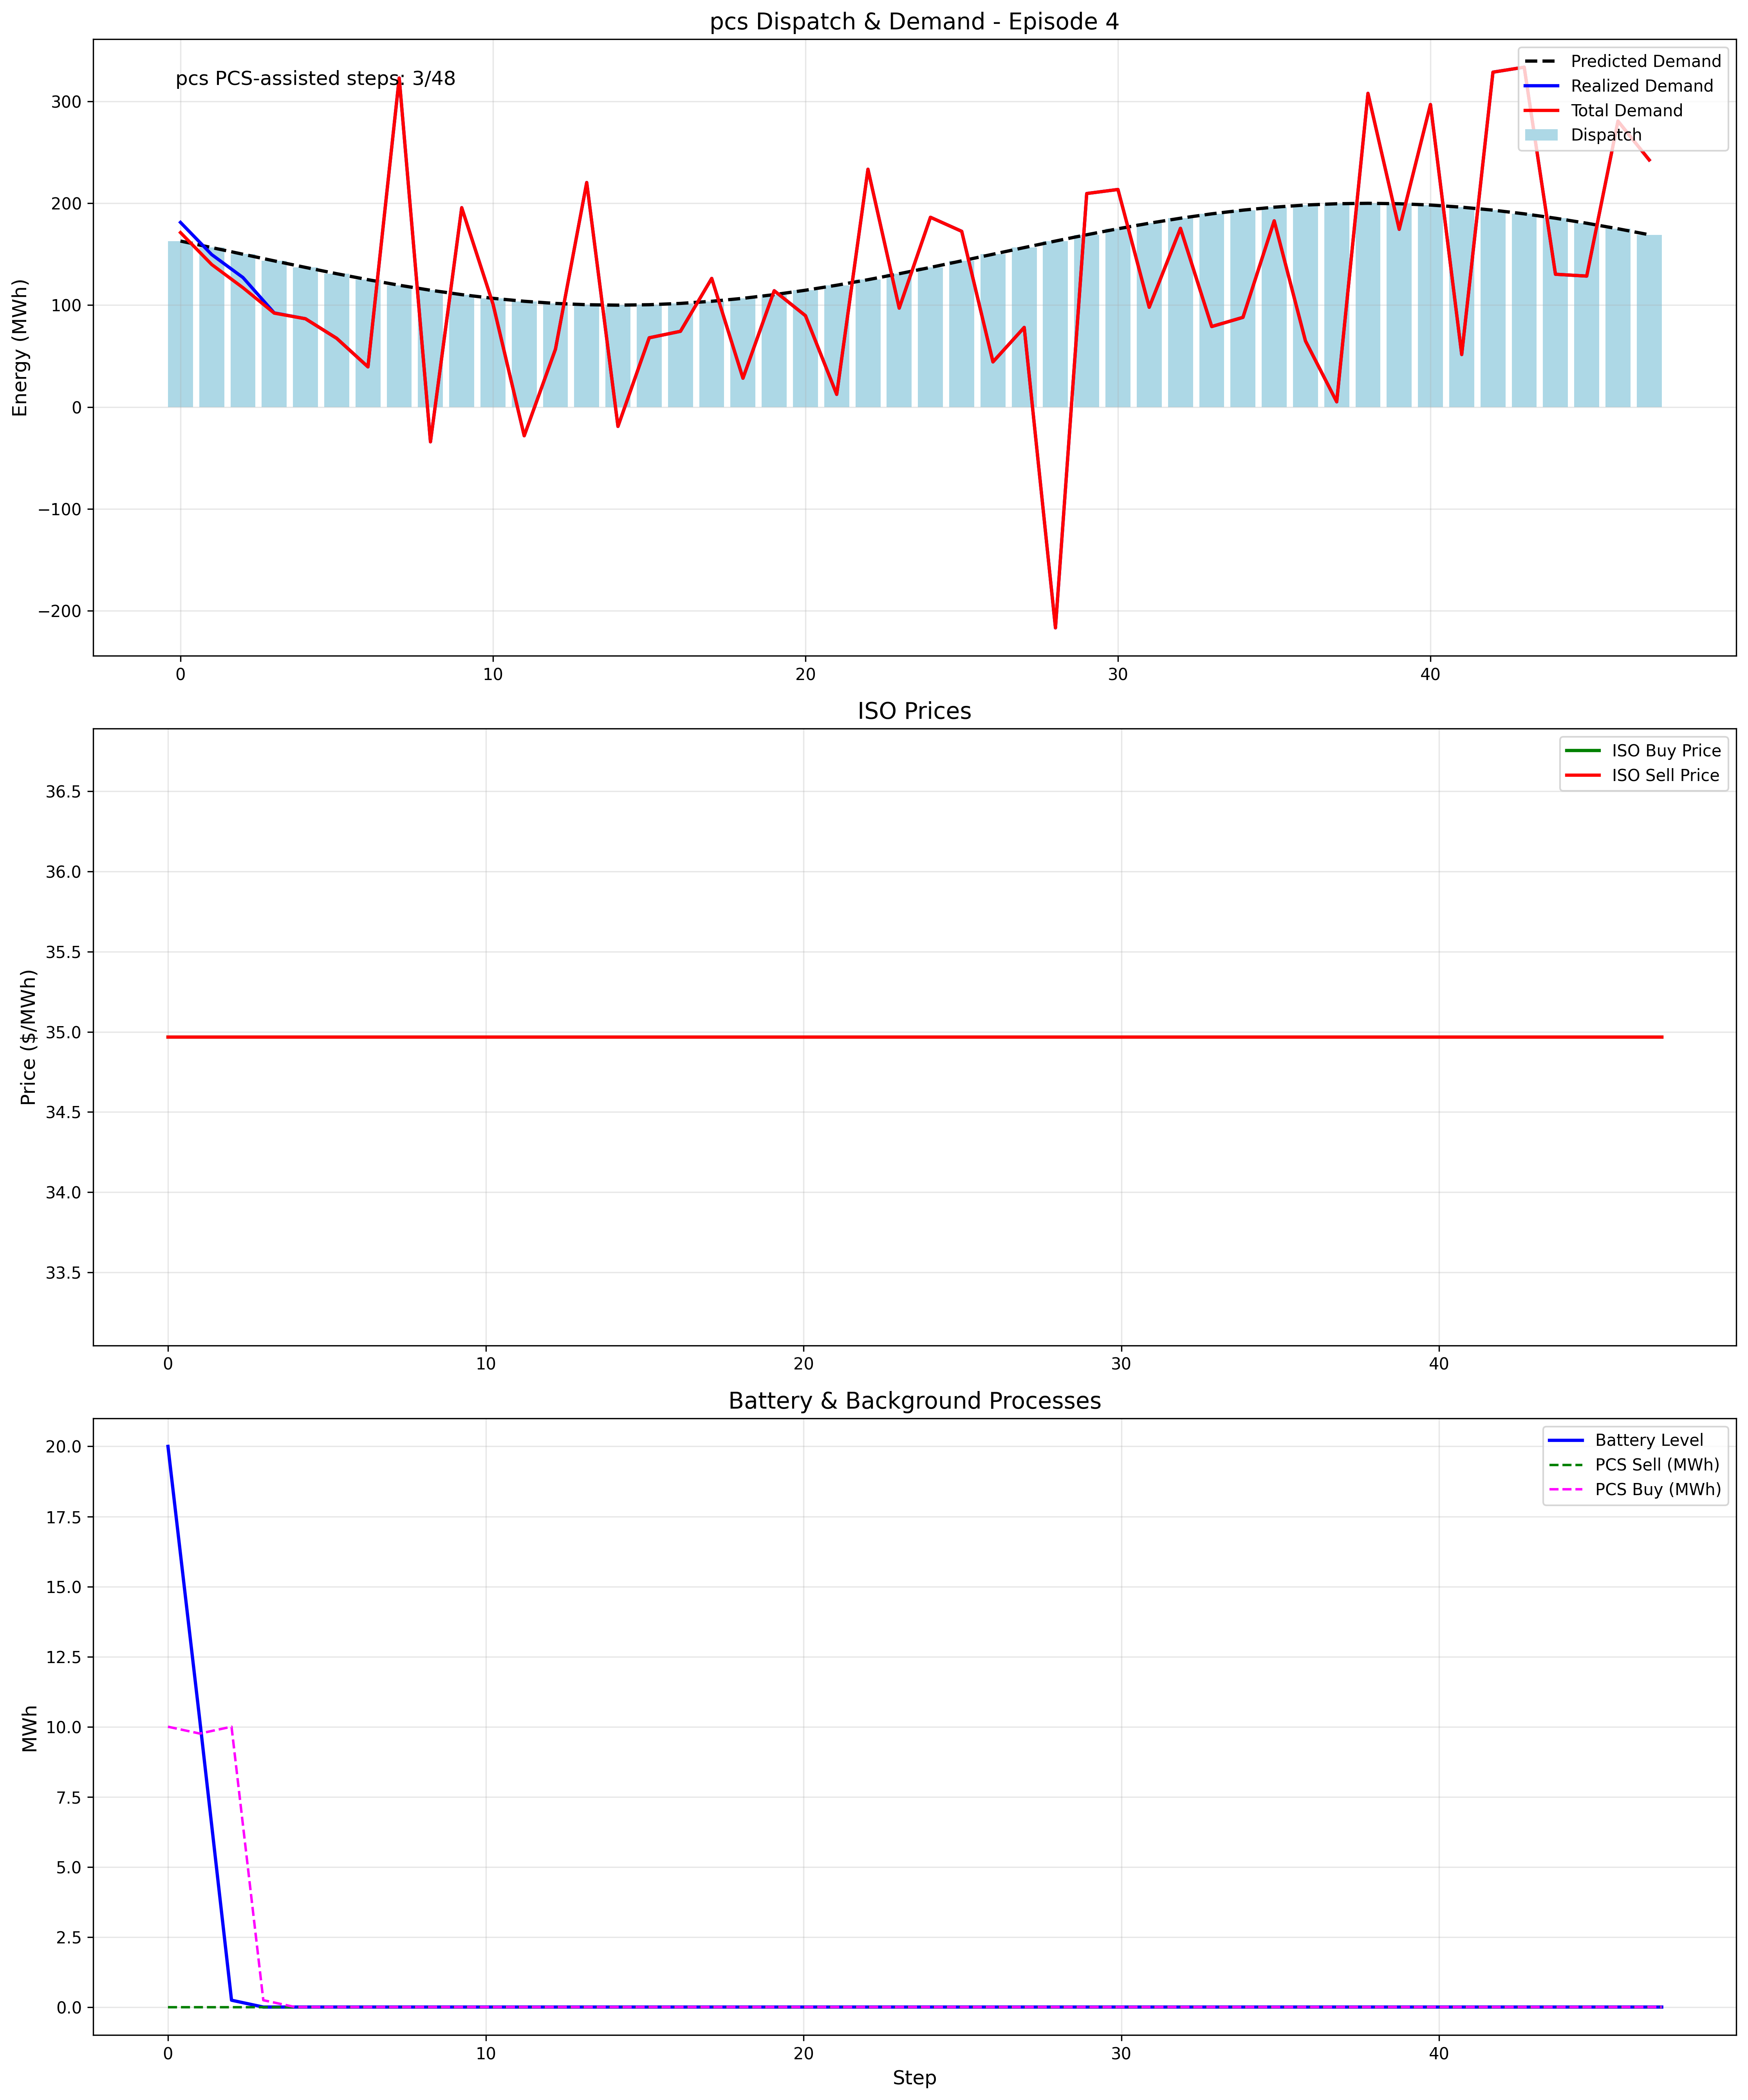 pcs Dispatch & Demand - Episode 4
pcs PCS-assisted steps: 3/48
Predicted Demand
Realized Demand
Total Demand
Dispatch
Energy (MWh)
300
200
100
0
−100
−200
0
10
20
30
40
ISO Prices
ISO Buy Price
ISO Sell Price
Price ($/MWh)
36.5
36.0
35.5
35.0
34.5
34.0
33.5
0
10
20
30
40
Battery & Background Processes
Battery Level
PCS Sell (MWh)
PCS Buy (MWh)
MWh
20.0
17.5
15.0
12.5
10.0
7.5
5.0
2.5
0.0
0
10
20
30
40
Step